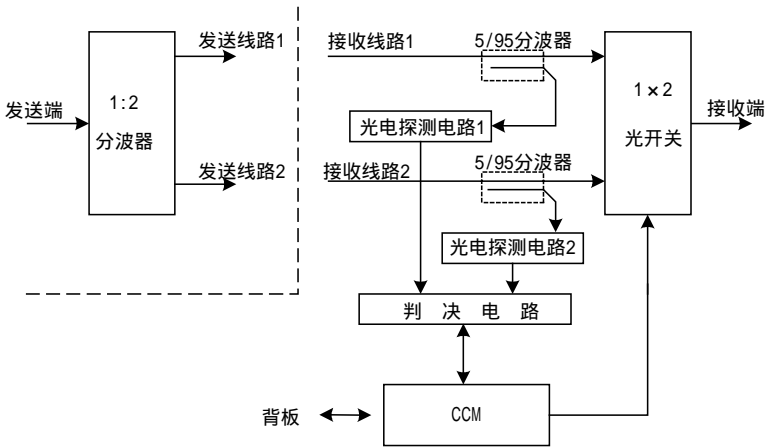 发送线路1
接收线路1
5/95分波器
发送端
1:2
分波器
1×2
光开关
接收端
光电探测电路1
发送线路2
接收线路2
5/95分波器
光电探测电路2
判 决 电 路
背板
CCM